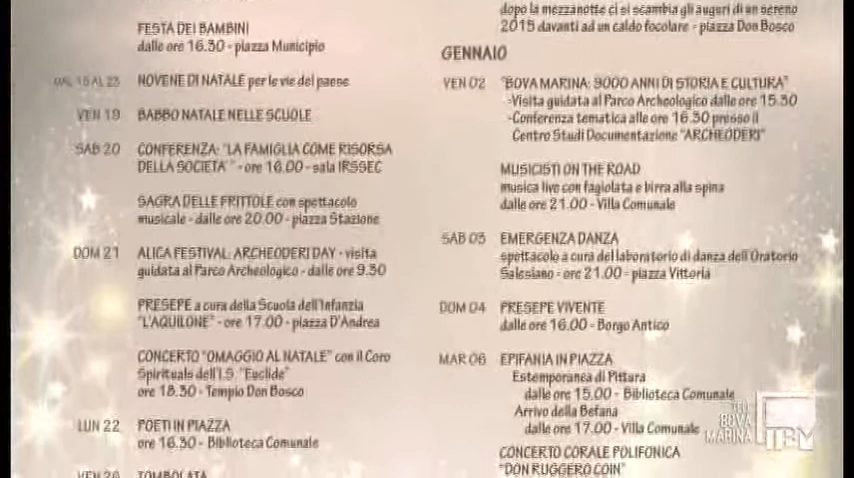 FESTA DEI BAMBINI
dalle ore 16.30 - piazza Municipio
DAL 15 AL 23 NOVENE DI NATALE per le vie del paese
VEN 19 BABBO NATALE NELLE SCUOLE
SAB 20 CONFERENZA: "LA FAMIGLIA COME RISORSA
DELLA SOCIETA'" - ore 16.00 - sala IRSSEC
SAGRA DELLE FRITTOLE con spettacolo
musicale - dalle ore 20.00 - piazza Stazione
DOM 21 ALICA FESTIVAL: ARCHEODERI DAY - visita
guidata al Parco Archeologico - dalle ore 9.30
PRESEPE a cura della Scuola dell'Infanzia
"L'AQUILONE" - ore 17.00 - piazza D'Andrea
CONCERTO "OMAGGIO AL NATALE" con il Coro
Spirituals dell'I.S. "Euclide"
ore 18.30 - Tempio Don Bosco
LUN 22 POETI IN PIAZZA
ore 16.30 - Biblioteca Comunale
VEN 26 TOMBOLATA
dopo la mezzanotte ci si scambia gli auguri di un sereno
2015 davanti ad un caldo focolare - piazza Don Bosco
GENNAIO
VEN 02 "BOVA MARINA: 9000 ANNI DI STORIA E CULTURA"
-Visita guidata al Parco Archeologico dalle ore 15.30
-Conferenza tematica alle ore 16.30 presso il
Centro Studi Documentazione "ARCHEODERI"
MUSICISTI ON THE ROAD
musica live con fagiolata e birra alla spina
dalle ore 21.00 - Villa Comunale
SAB 03 EMERGENZA DANZA
spettacolo a cura del laboratorio di danza dell'Oratorio
Salesiano - ore 21.00 - piazza Vittoria
DOM 04 PRESEPE VIVENTE
dalle ore 16.00 - Borgo Antico
MAR 06 EPIFANIA IN PIAZZA
Estemporanea di Pittura
dalle ore 15.00 - Biblioteca Comunale
Arrivo della Befana
dalle ore 17.00 - Villa Comunale
CONCERTO CORALE POLIFONICA
"DON RUGGERO COIN"
TELE
BOVA
MARINA
TBM